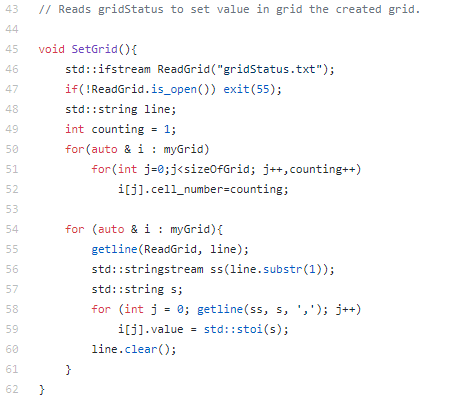 43 // Reads gridStatus to set value in grid the created grid.
44
45 void SetGrid(){
46     std::ifstream ReadGrid("gridStatus.txt");
47     if(!ReadGrid.is_open()) exit(55);
48     std::string line;
49     int counting = 1;
50     for(auto & i : myGrid)
51         for(int j=0;j<sizeOfGrid; j++,counting++)
52             i[j].cell_number=counting;
53
54     for (auto & i : myGrid){
55         getline(ReadGrid, line);
56         std::stringstream ss(line.substr(1));
57         std::string s;
58         for (int j = 0; getline(ss, s, ','); j++)
59             i[j].value = std::stoi(s);
60         line.clear();
61     }
62 }